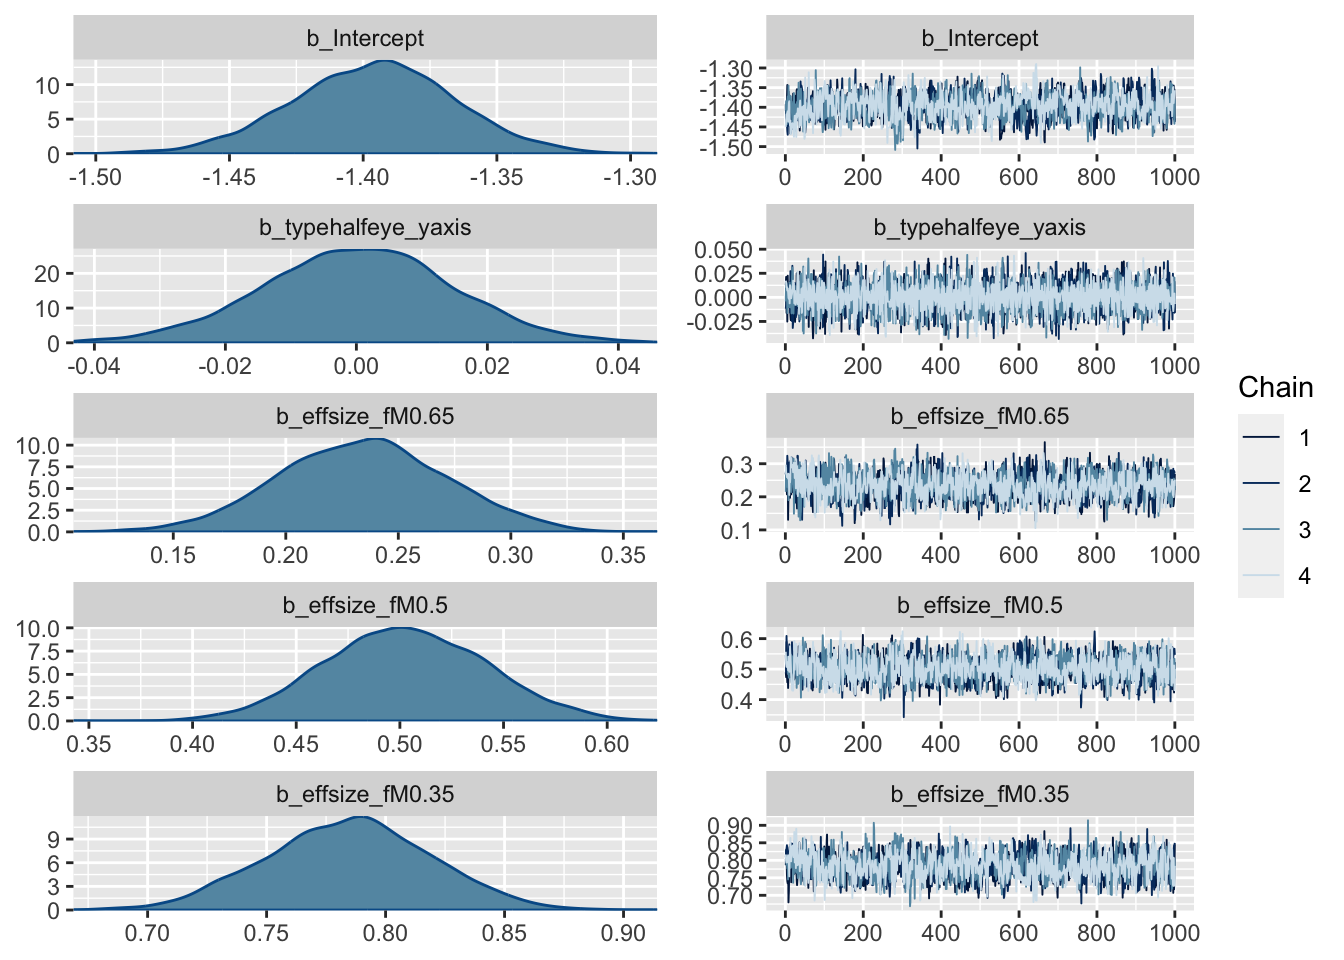 b_Intercept
10
5
0
-1.50 -1.45 -1.40 -1.35 -1.30
b_Intercept
-1.30
-1.35
-1.40
-1.45
-1.50
0 200 400 600 800 1000
b_typehalfeye_yaxis
20
10
0
-0.04 -0.02 0.00 0.02 0.04
b_typehalfeye_yaxis
0.050
0.025
0.000
-0.025
0 200 400 600 800 1000
b_effsize_fM0.65
10.0
7.5
5.0
2.5
0.0
0.15 0.20 0.25 0.30 0.35
b_effsize_fM0.65
0.3
0.2
0.1
0 200 400 600 800 1000
b_effsize_fM0.5
10.0
7.5
5.0
2.5
0.0
0.35 0.40 0.45 0.50 0.55 0.60
b_effsize_fM0.5
0.6
0.5
0.4
0 200 400 600 800 1000
b_effsize_fM0.35
9
6
3
0
0.70 0.75 0.80 0.85 0.90
b_effsize_fM0.35
0.90
0.85
0.80
0.75
0.70
0 200 400 600 800 1000
Chain
1
2
3
4